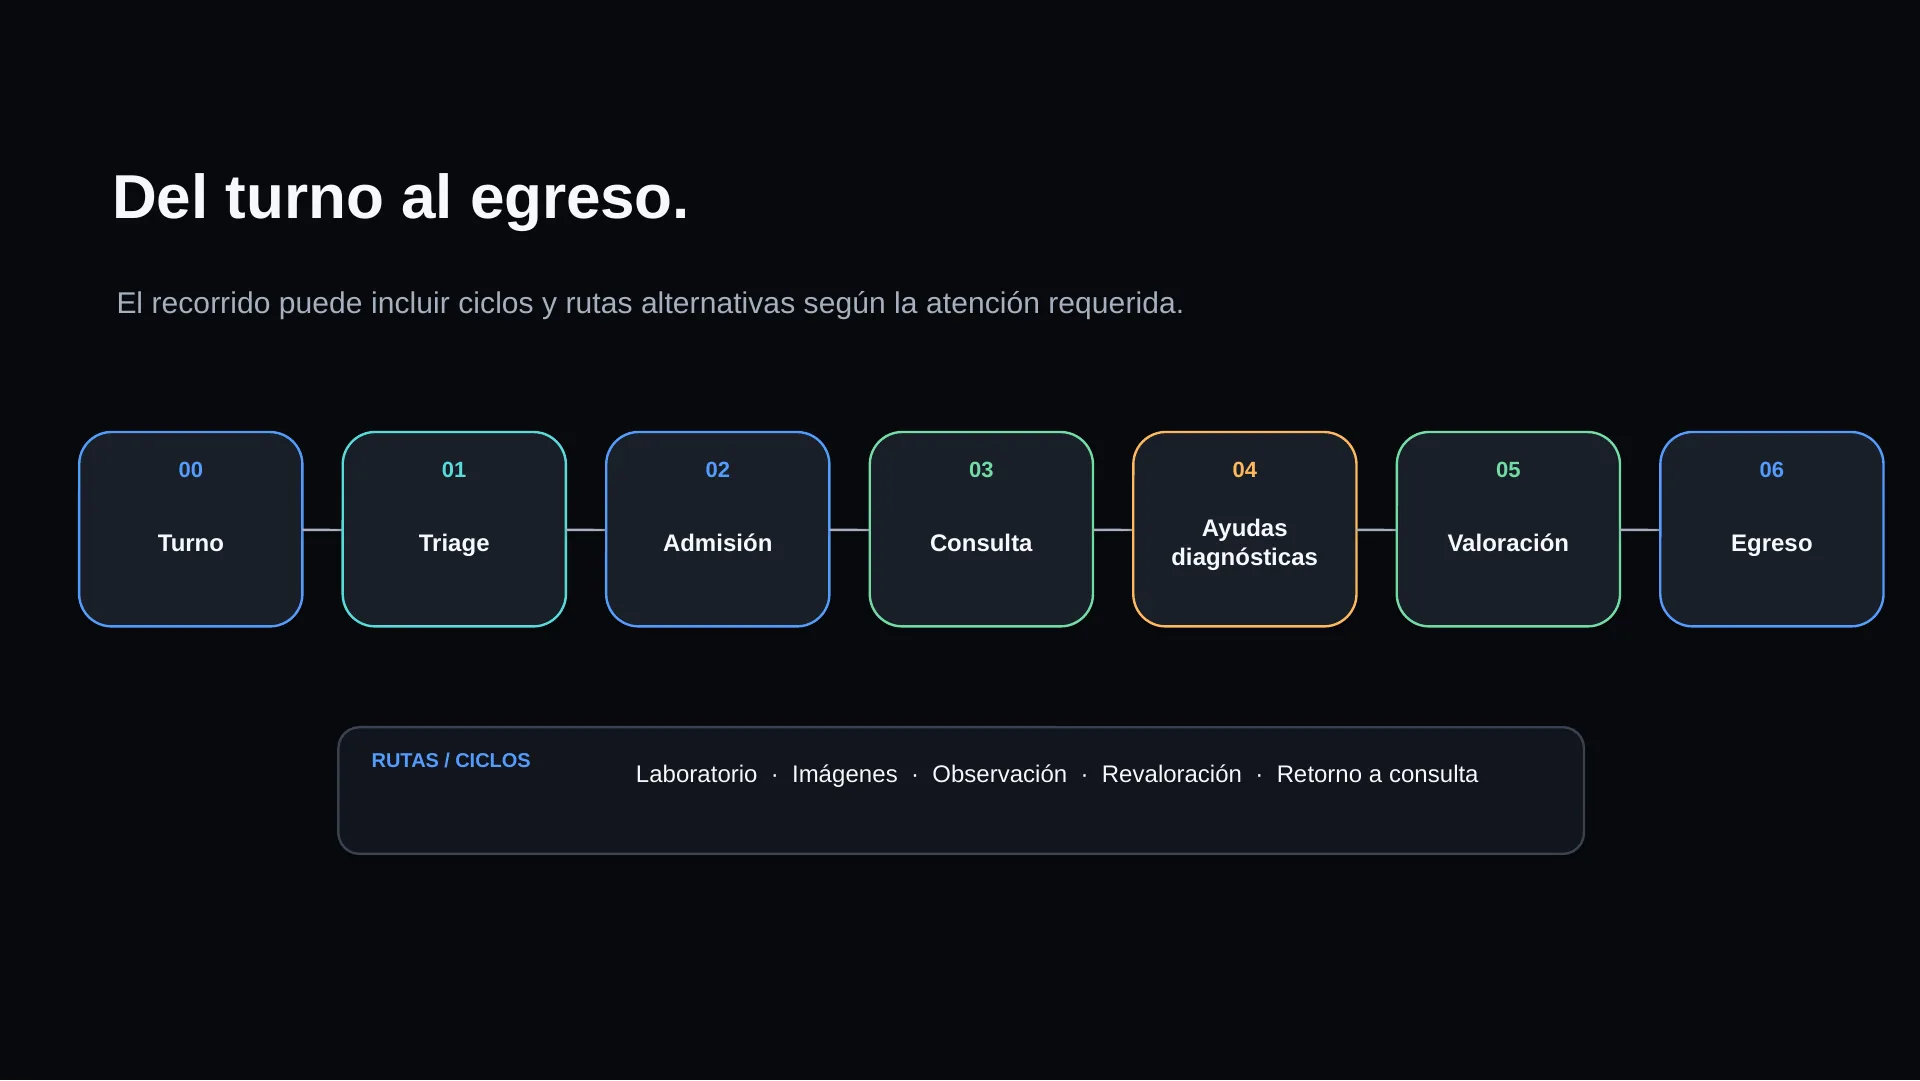 Del turno al egreso.
El recorrido puede incluir ciclos y rutas alternativas según la atención requerida.
00
Turno
01
Triage
02
Admisión
03
Consulta
04
Ayudas
diagnósticas
05
Valoración
06
Egreso
RUTAS / CICLOS
Laboratorio · Imágenes · Observación · Revaloración · Retorno a consulta